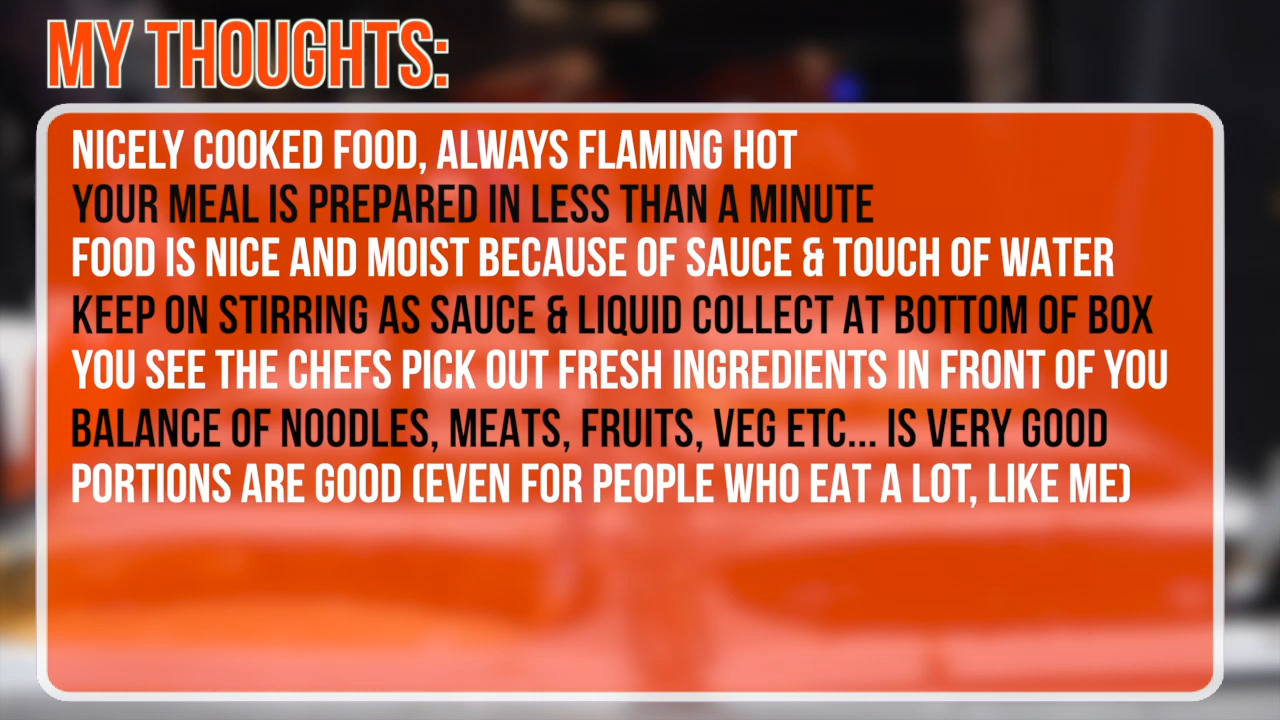 MY THOUGHTS:
NICELY COOKED FOOD, ALWAYS FLAMING HOT
YOUR MEAL IS PREPARED IN LESS THAN A MINUTE
FOOD IS NICE AND MOIST BECAUSE OF SAUCE & TOUCH OF WATER
KEEP ON STIRRING AS SAUCE & LIQUID COLLECT AT BOTTOM OF BOX
YOU SEE THE CHEFS PICK OUT FRESH INGREDIENTS IN FRONT OF YOU
BALANCE OF NOODLES, MEATS, FRUITS, VEG ETC... IS VERY GOOD
PORTIONS ARE GOOD (EVEN FOR PEOPLE WHO EAT A LOT, LIKE ME)